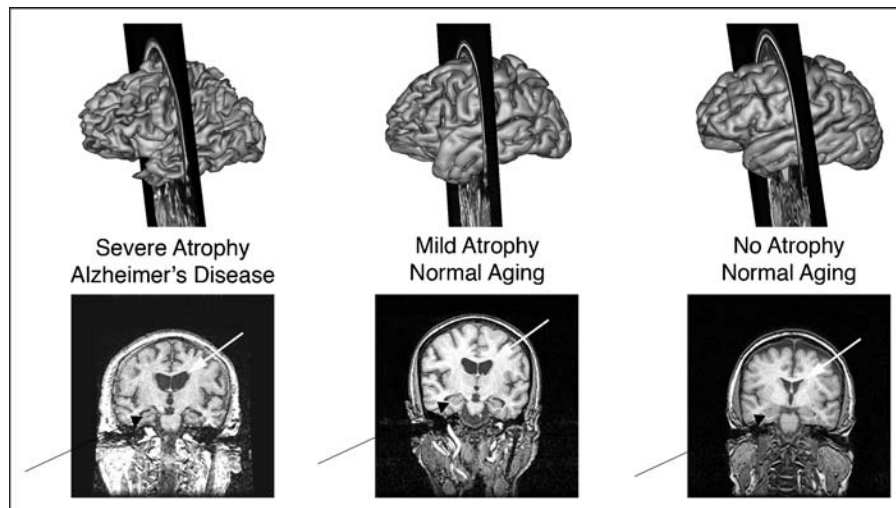 Severe Atrophy
Alzheimer's Disease
Mild Atrophy
Normal Aging
No Atrophy
Normal Aging